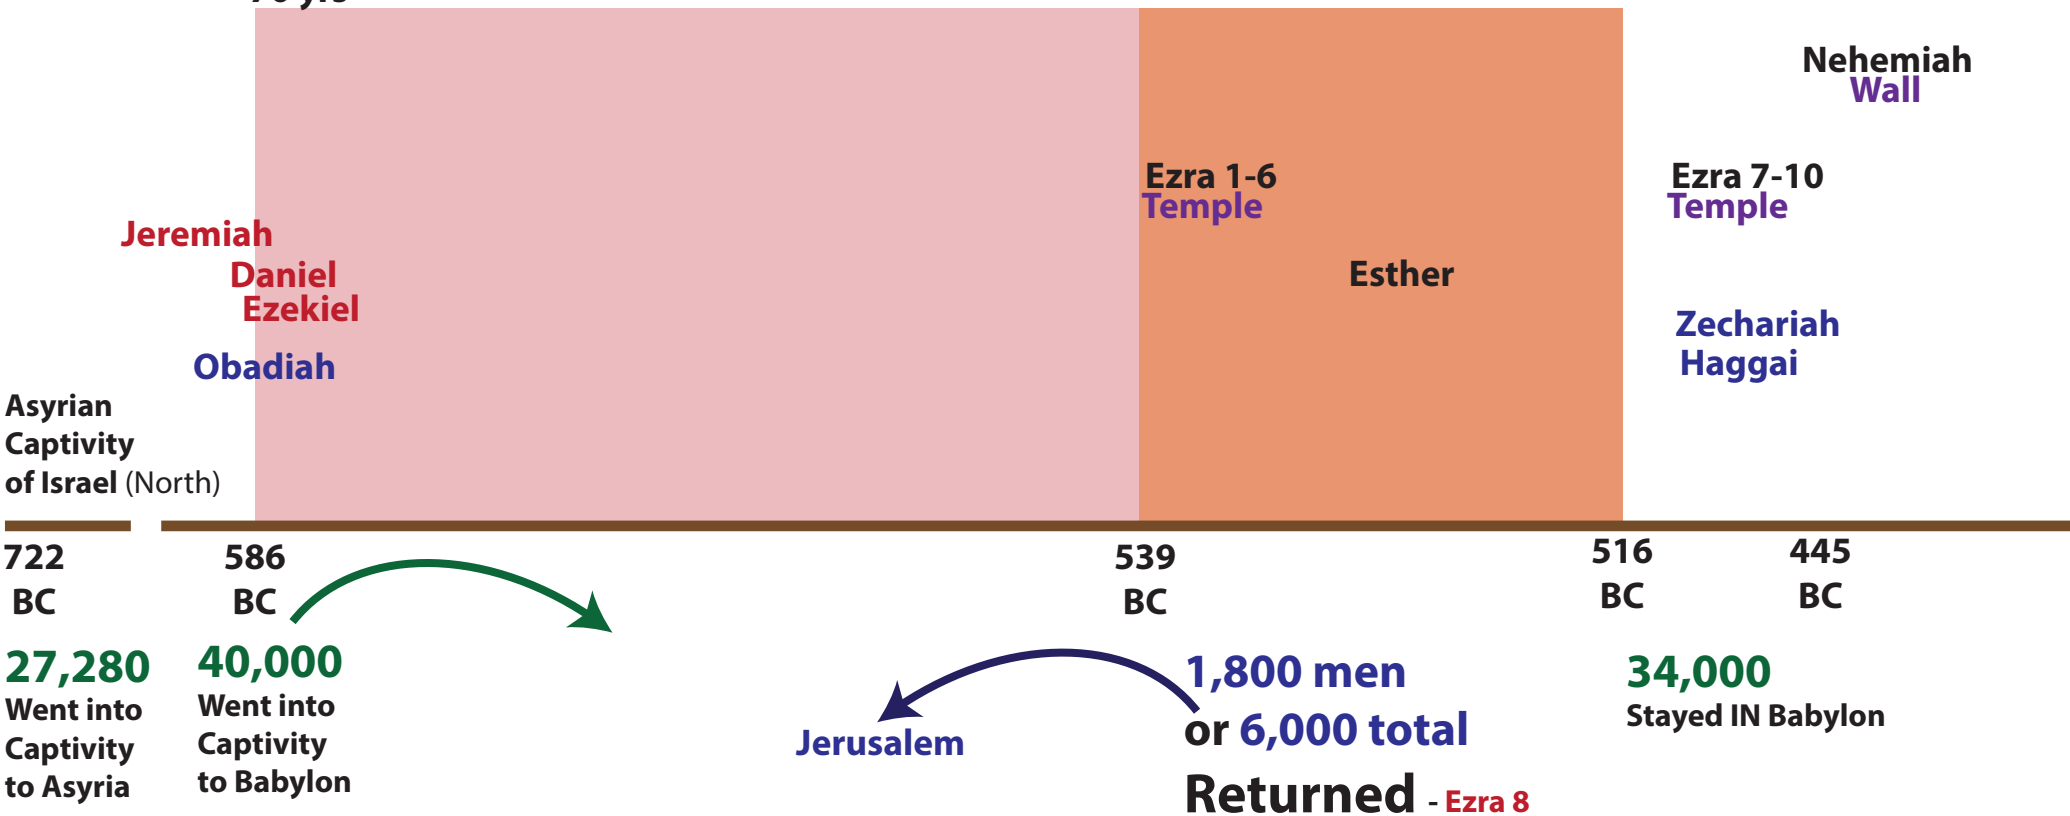 70 yrs
Nehemiah
Wall
Ezra 1-6
Temple
Ezra 7-10
Temple
Jeremiah
Daniel
Ezekiel
Esther
Obadiah
Zechariah
Haggai
Asyrian
Captivity
of Israel (North)
722
BC
586
BC
539
BC
516
BC
445
BC
27,280
Went into
Captivity
to Asyria
40,000
Went into
Captivity
to Babylon
Jerusalem
1,800 men
or 6,000 total
Returned - Ezra 8
34,000
Stayed IN Babylon